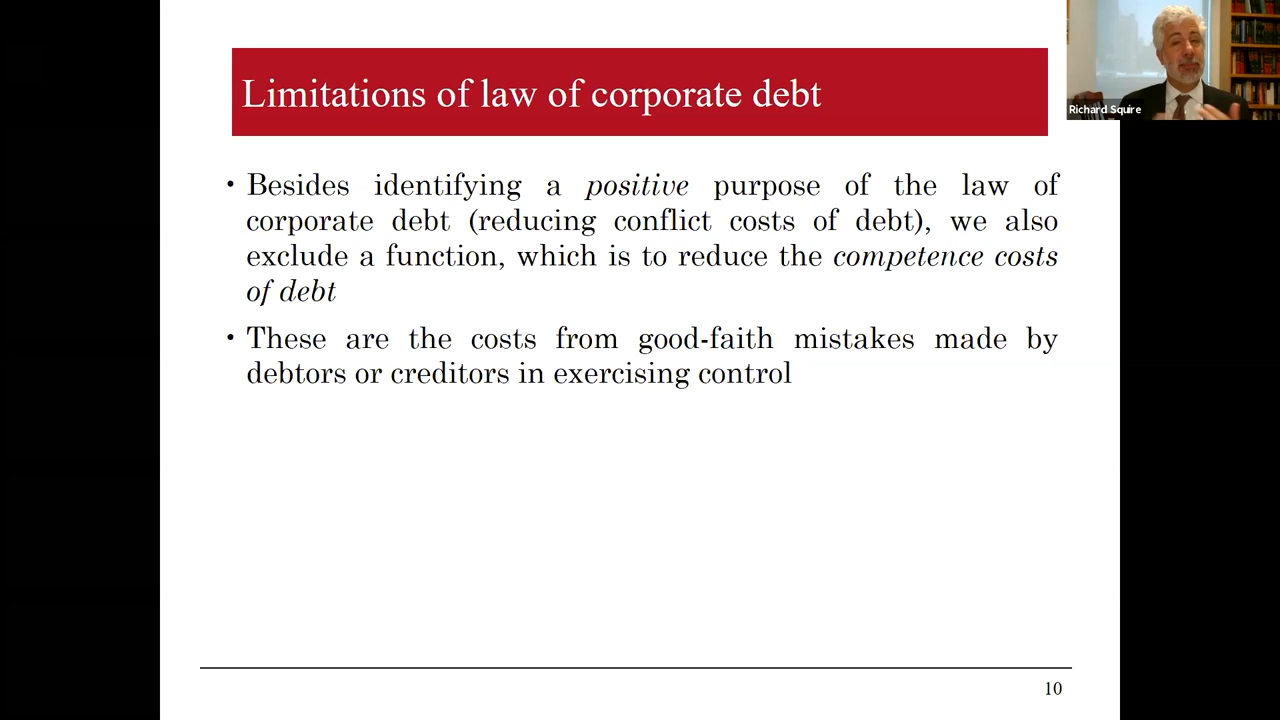 Limitations of law of corporate debt
Richard Squire
• Besides identifying a positive purpose of the law of
corporate debt (reducing conflict costs of debt), we also
exclude a function, which is to reduce the competence costs
of debt
• These are the costs from good-faith mistakes made by
debtors or creditors in exercising control
10